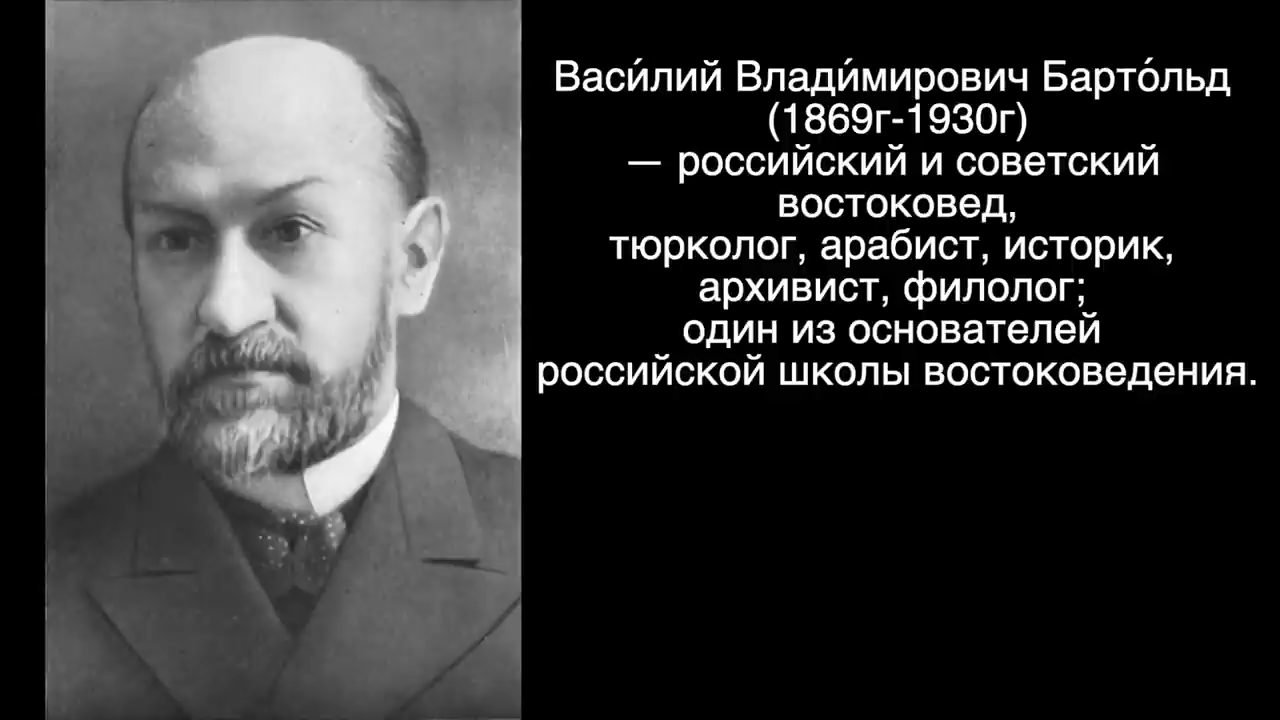 Васи́лий Влади́мирович Барто́льд
(1869г-1930г)
— российский и советский
востоковед,
тюрколог, арабист, историк,
архивист, филолог;
один из основателей
российской школы востоковедения.